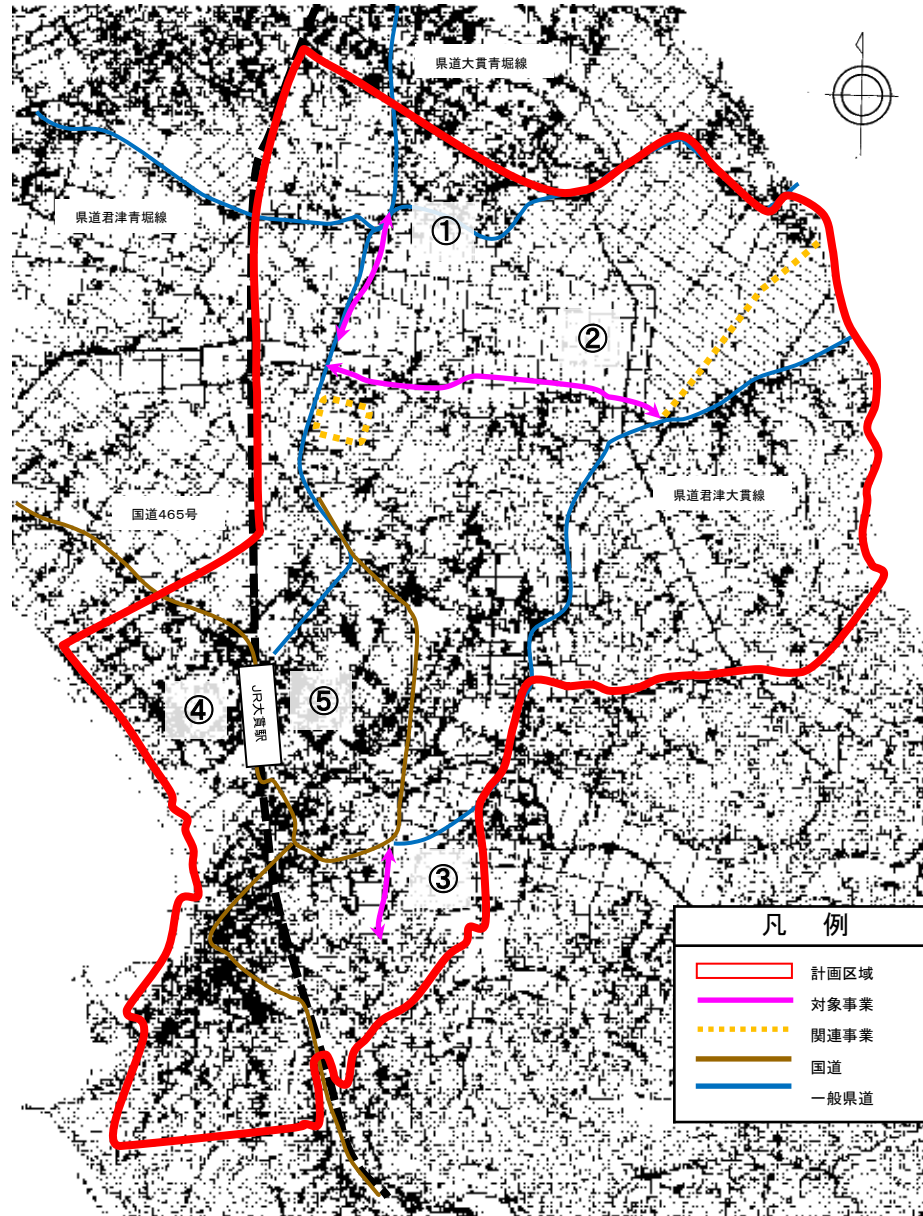 県道大貫青堀線
県道君津青堀線
①
②
県道君津大貫線
国道465号
④
JR大貫駅
⑤
③
凡 例
計画区域
対象事業
関連事業
国道
一般県道